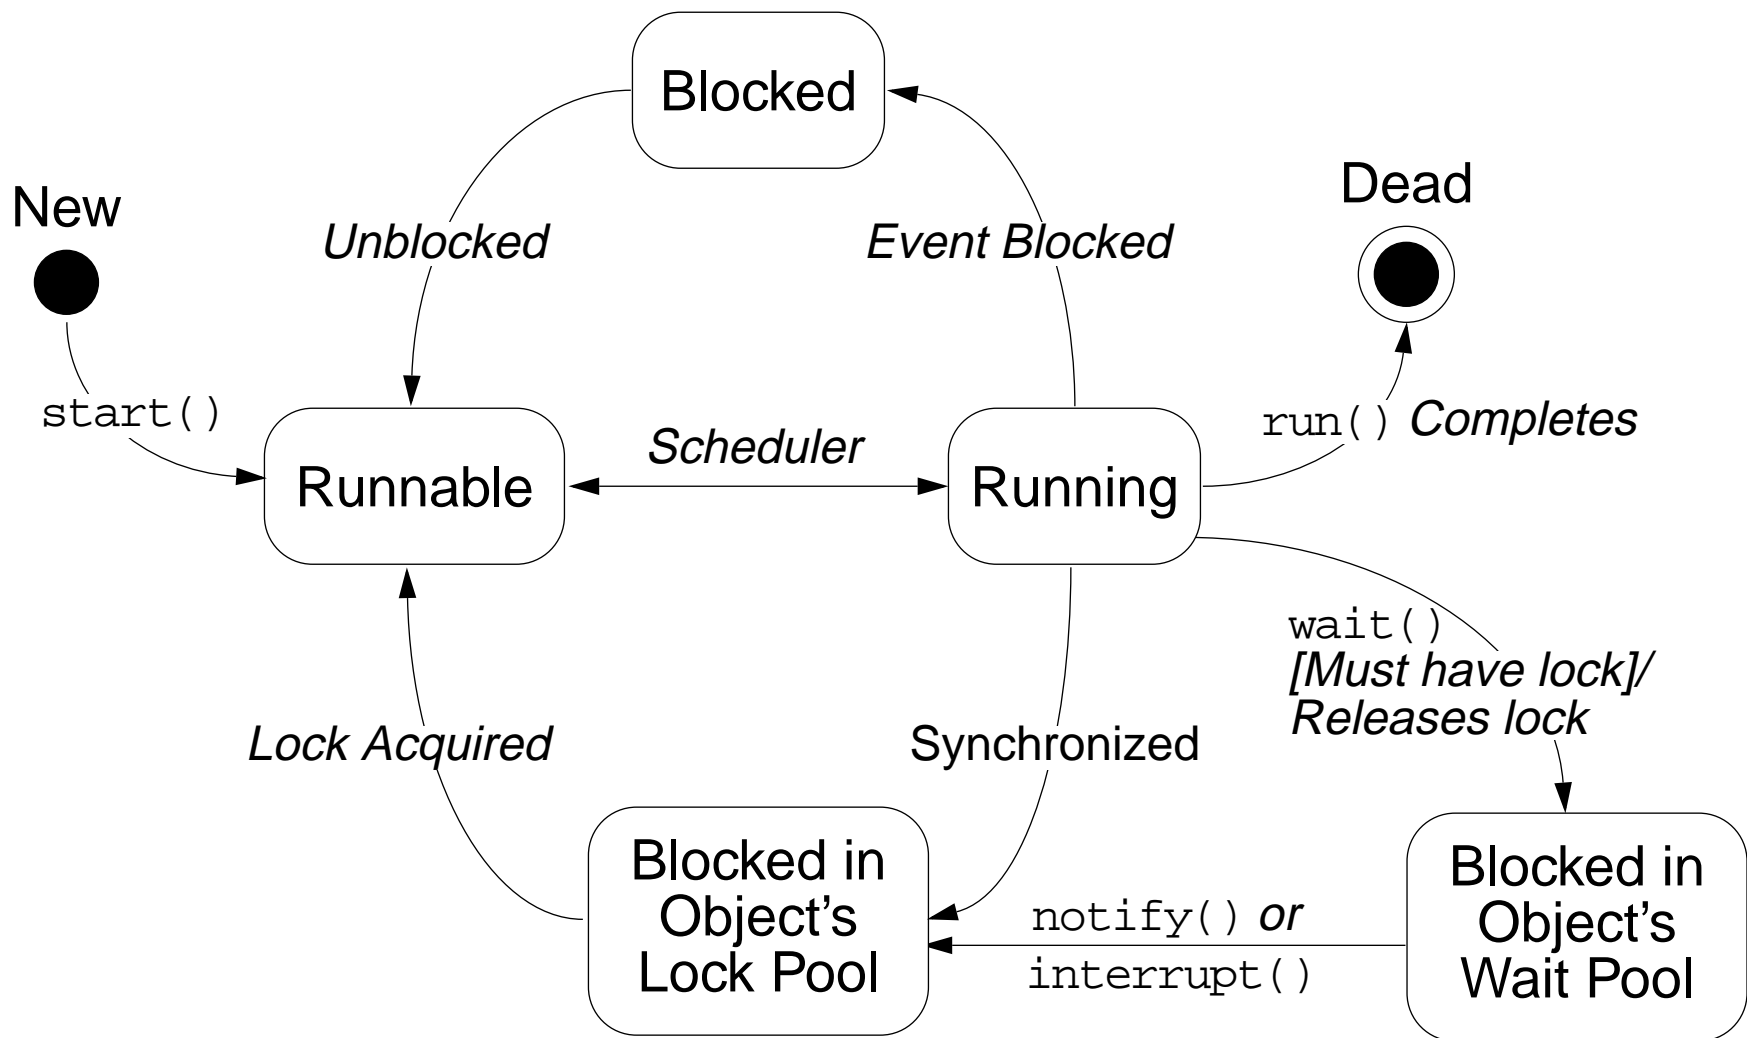 Blocked
New
Dead
Unblocked
Event Blocked
start()
run() Completes
Scheduler
Runnable
Running
wait()
[Must have lock]/
Releases lock
Lock Acquired
Synchronized
Blocked in
Object's
Lock Pool
notify() or
interrupt()
Blocked in
Object's
Wait Pool